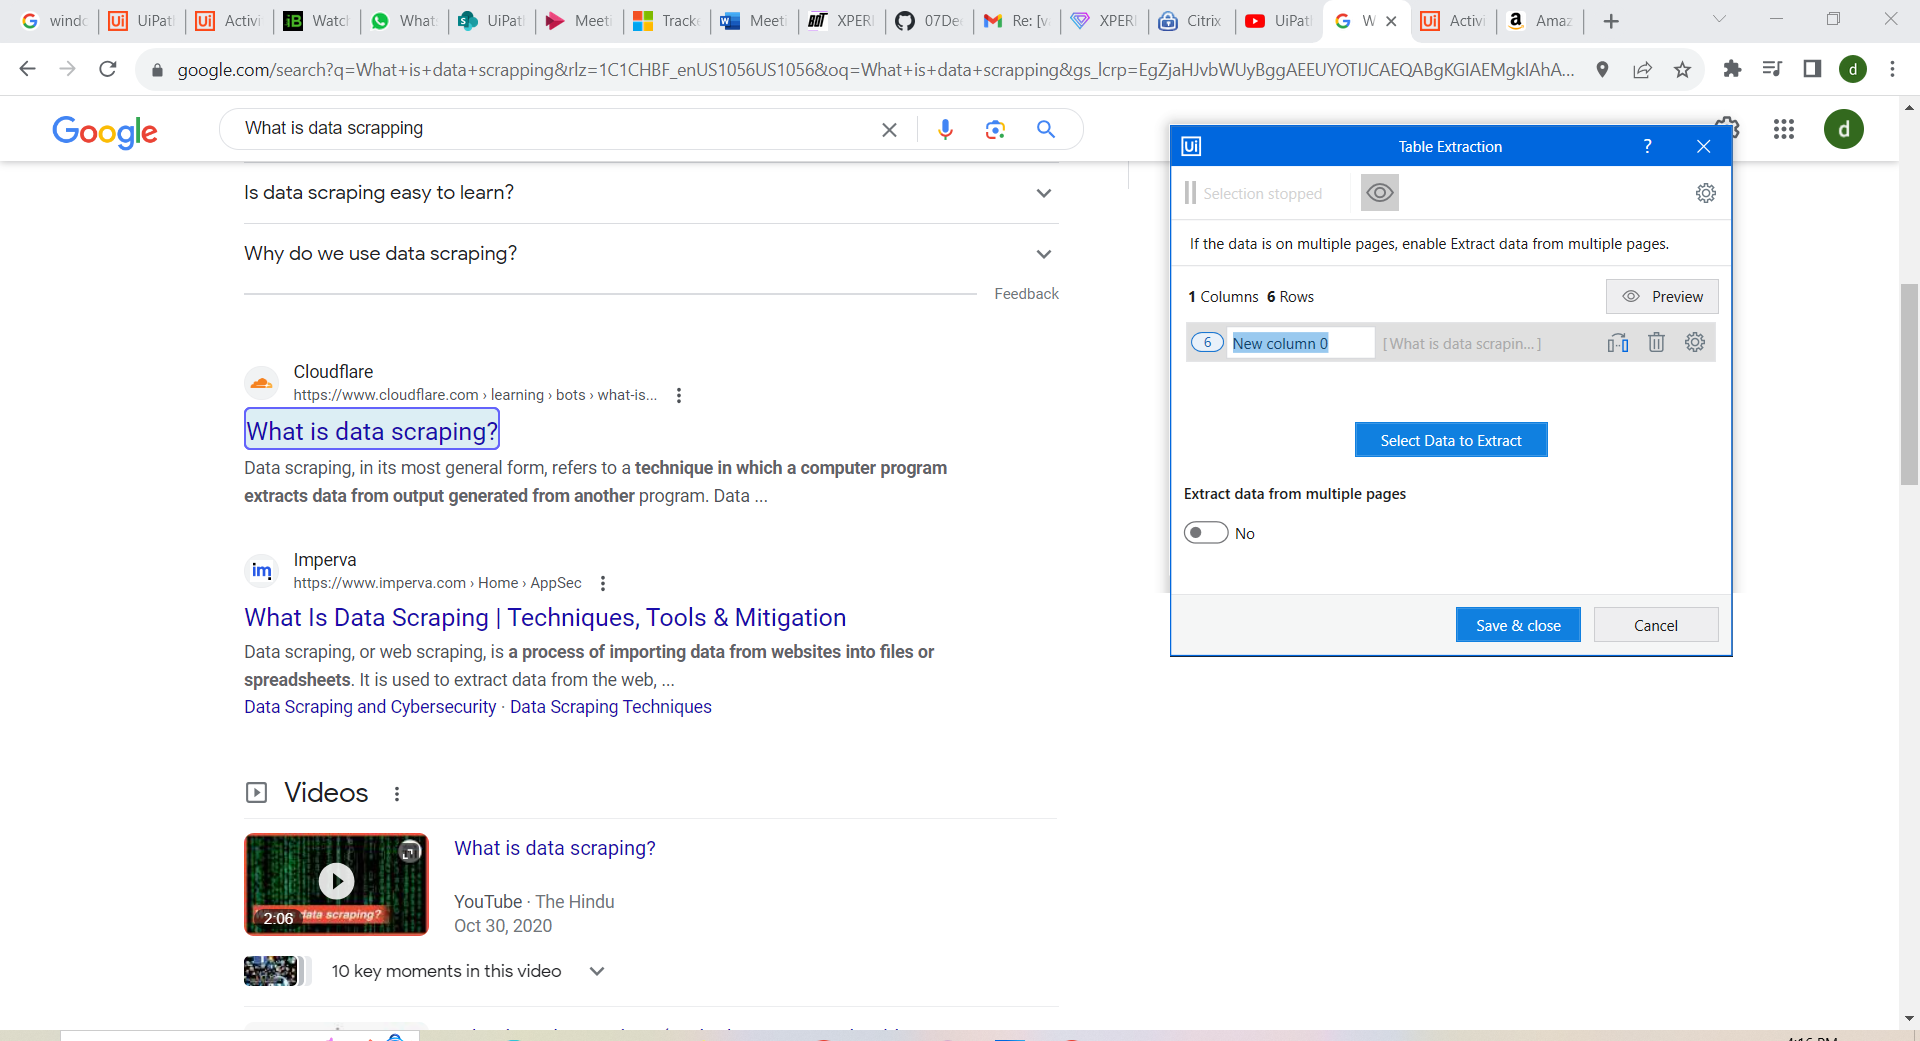 windo
UiPat
Activi
Watch
Whats
UiPat
Meeti
Tracke
Meeti
XPERI
07De
Re: [v
XPERI
Citrix
UiPat
W
Activi
Amaz
google.com/search?q=What+is+data+scrapping&rlz=1C1CHBF_enUS1056US1056&oq=What+is+data+scrapping&gs_lcrp=EgZjaHJvbWUyBggAEEUYOTIJCAEQABgKGIAEMgkIAhA...
d
Google
What is data scrapping
d
Is data scraping easy to learn?
Why do we use data scraping?
Feedback
Cloudflare
https://www.cloudflare.com › learning › bots › what-is...
What is data scraping?
Data scraping, in its most general form, refers to a technique in which a computer program
extracts data from output generated from another program. Data ...
im
Imperva
https://www.imperva.com › Home › AppSec
What Is Data Scraping | Techniques, Tools & Mitigation
Data scraping, or web scraping, is a process of importing data from websites into files or
spreadsheets. It is used to extract data from the web, ...
Data Scraping and Cybersecurity · Data Scraping Techniques
Videos
data scraping?
2:06
What is data scraping?
YouTube · The Hindu
Oct 30, 2020
10 key moments in this video
Ui
Table Extraction
?
Selection stopped
If the data is on multiple pages, enable Extract data from multiple pages.
1 Columns 6 Rows
Preview
6
New column 0
[ What is data scrapin... ]
Select Data to Extract
Extract data from multiple pages
No
Save & close
Cancel
4:16 PM